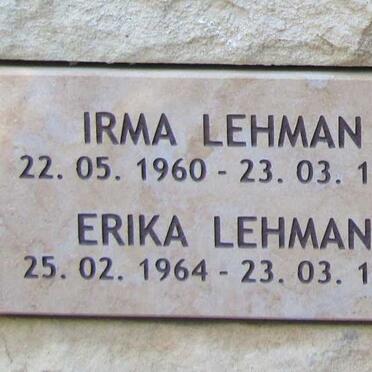 IRMA LEHMAN
22. 05. 1960 - 23. 03. 1
ERIKA LEHMAN
25. 02. 1964 - 23. 03. 1